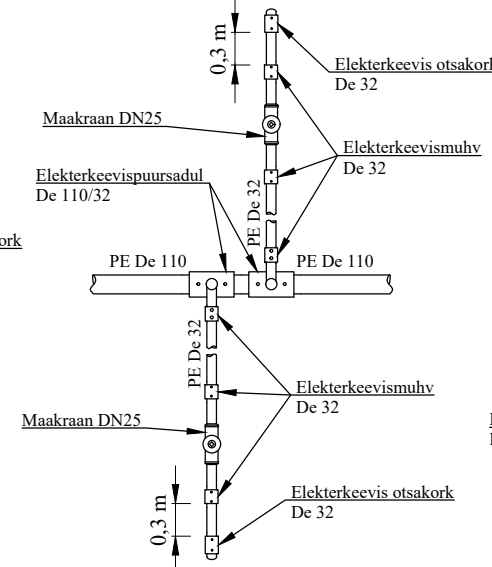 0,3 m
Elekterkeevis otsakork
De 32
Maakraan DN25
Elekterkeevismuhv
De 32
Elekterkeevispuursadul
De 110/32
PE De 32
ork
PE De 110
PE De 110
PE De 32
Elekterkeevismuhv
De 32
Maakraan DN25
Elekterkeevis otsakork
De 32
0,3 m